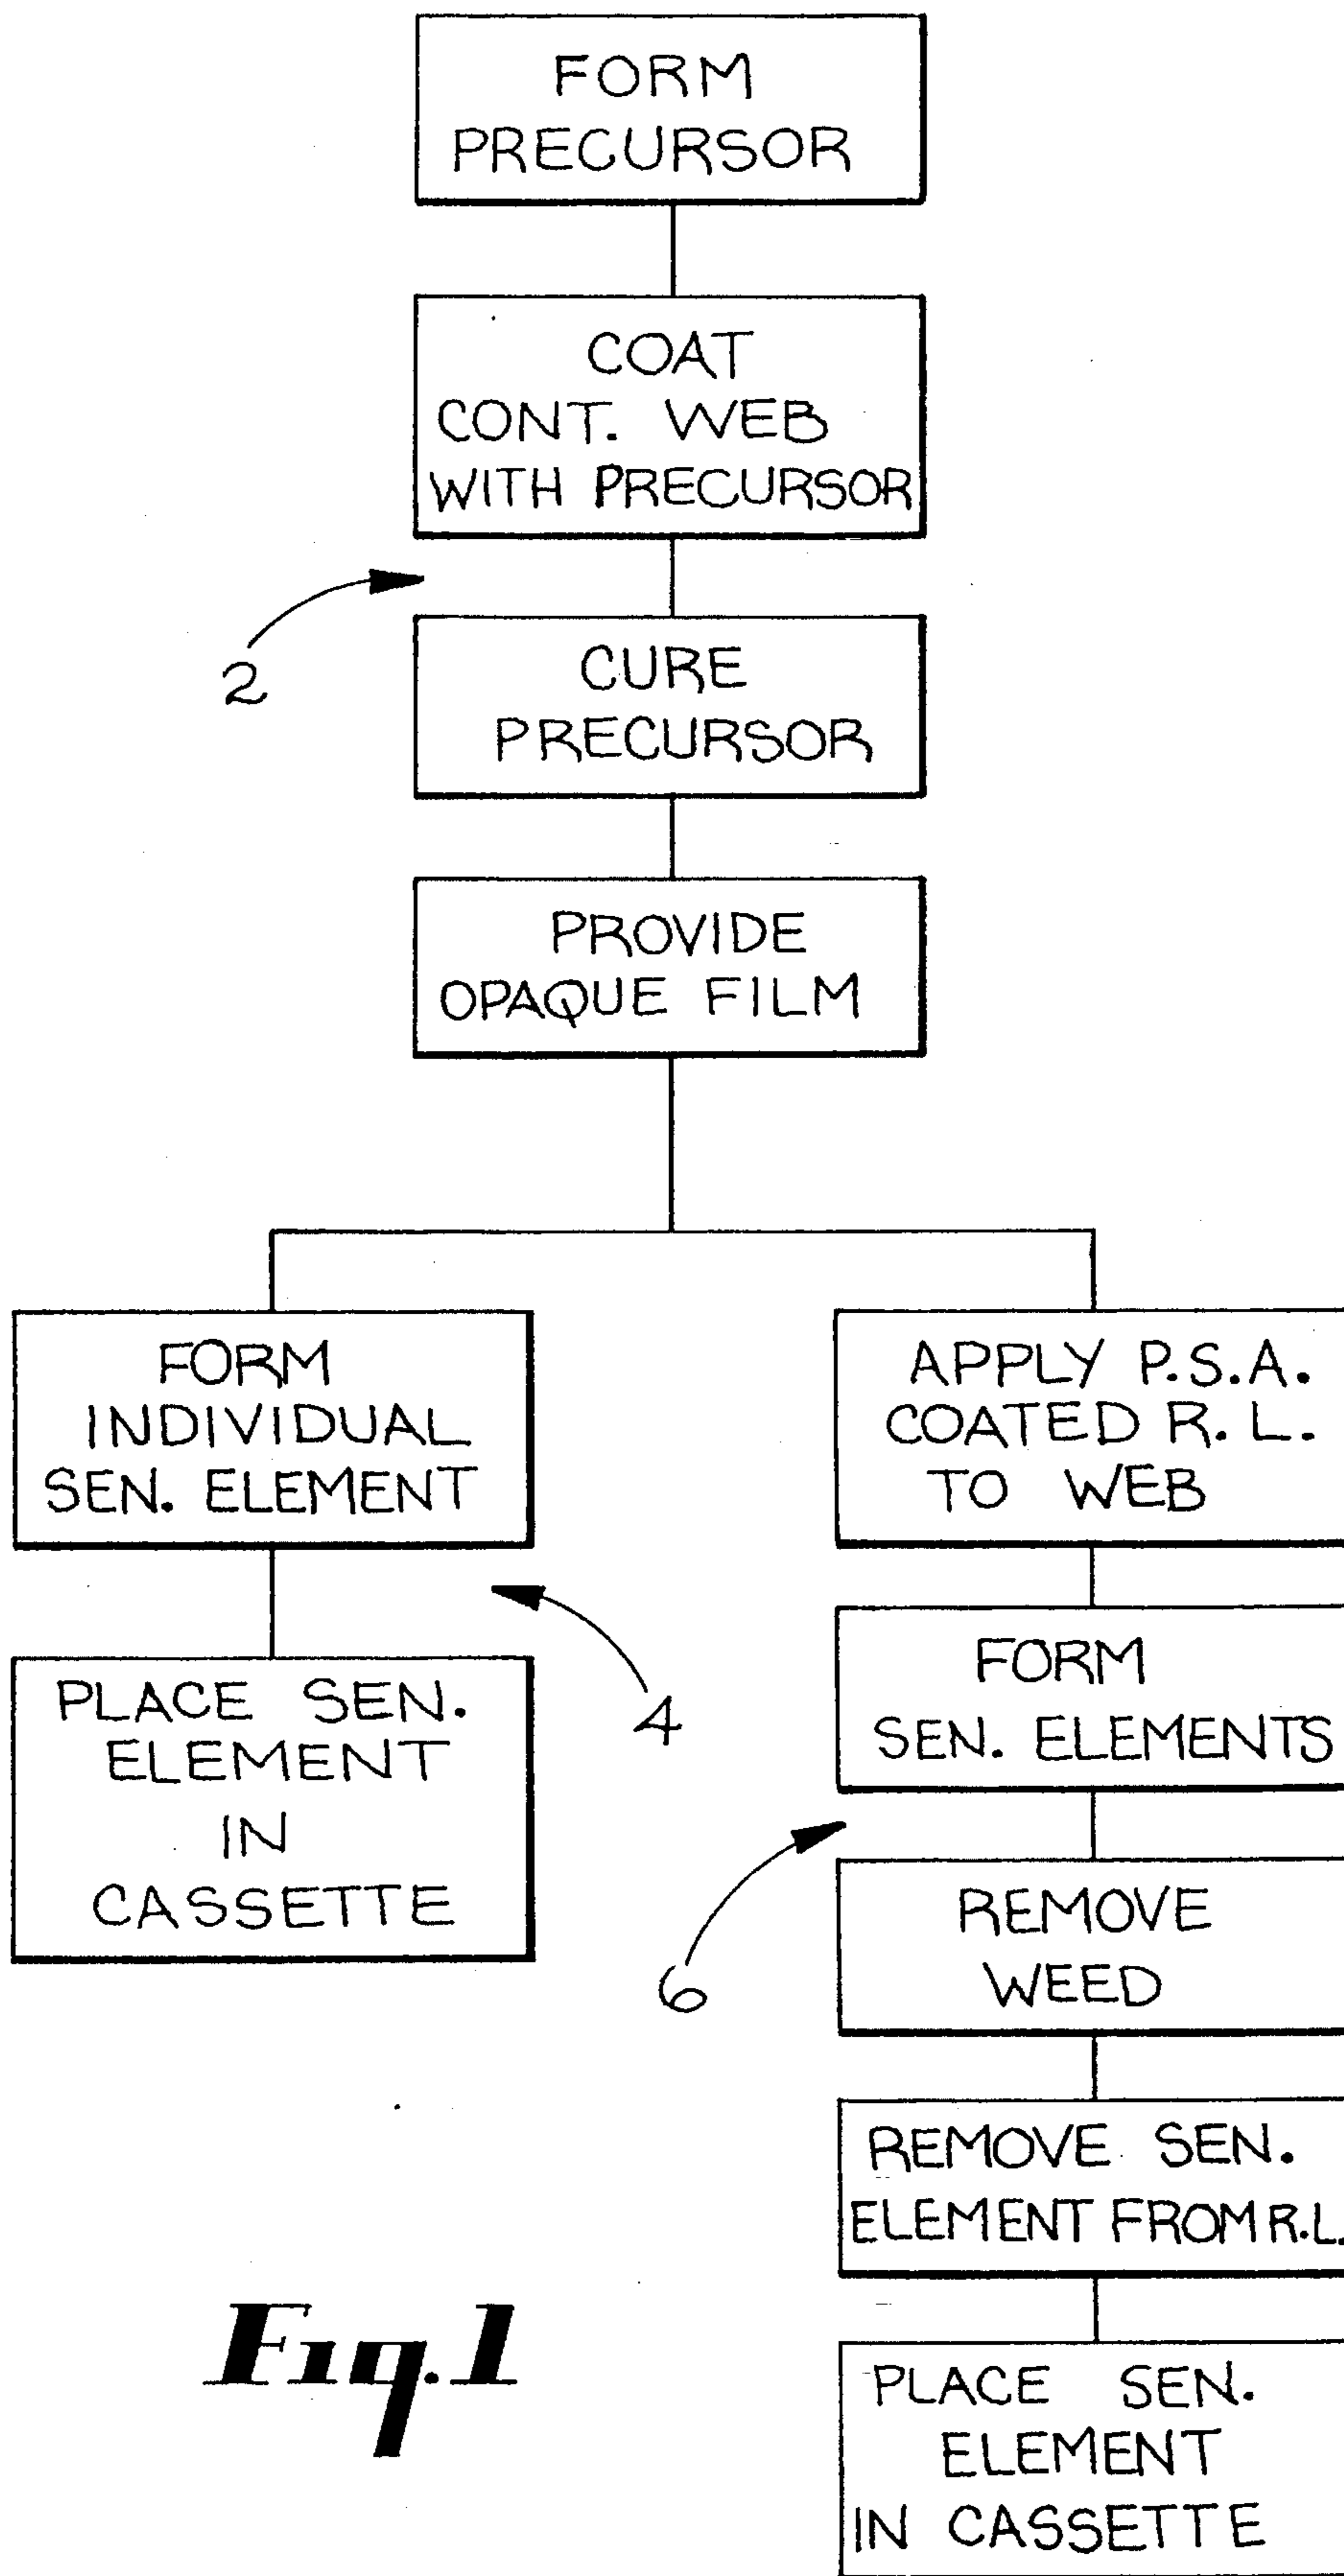 FORM
PRECURSOR
COAT
CONT. WEB
WITH PRECURSOR
2
CURE
PRECURSOR
PROVIDE
OPAQUE FILM
FORM
INDIVIDUAL
SEN. ELEMENT
4
PLACE SEN.
ELEMENT
IN
CASSETTE
APPLY P.S.A.
COATED R. L.
TO WEB
FORM
SEN. ELEMENTS
6
REMOVE
WEED
REMOVE SEN.
ELEMENT FROM R.L.
PLACE SEN.
ELEMENT
IN CASSETTE
Fig. 1